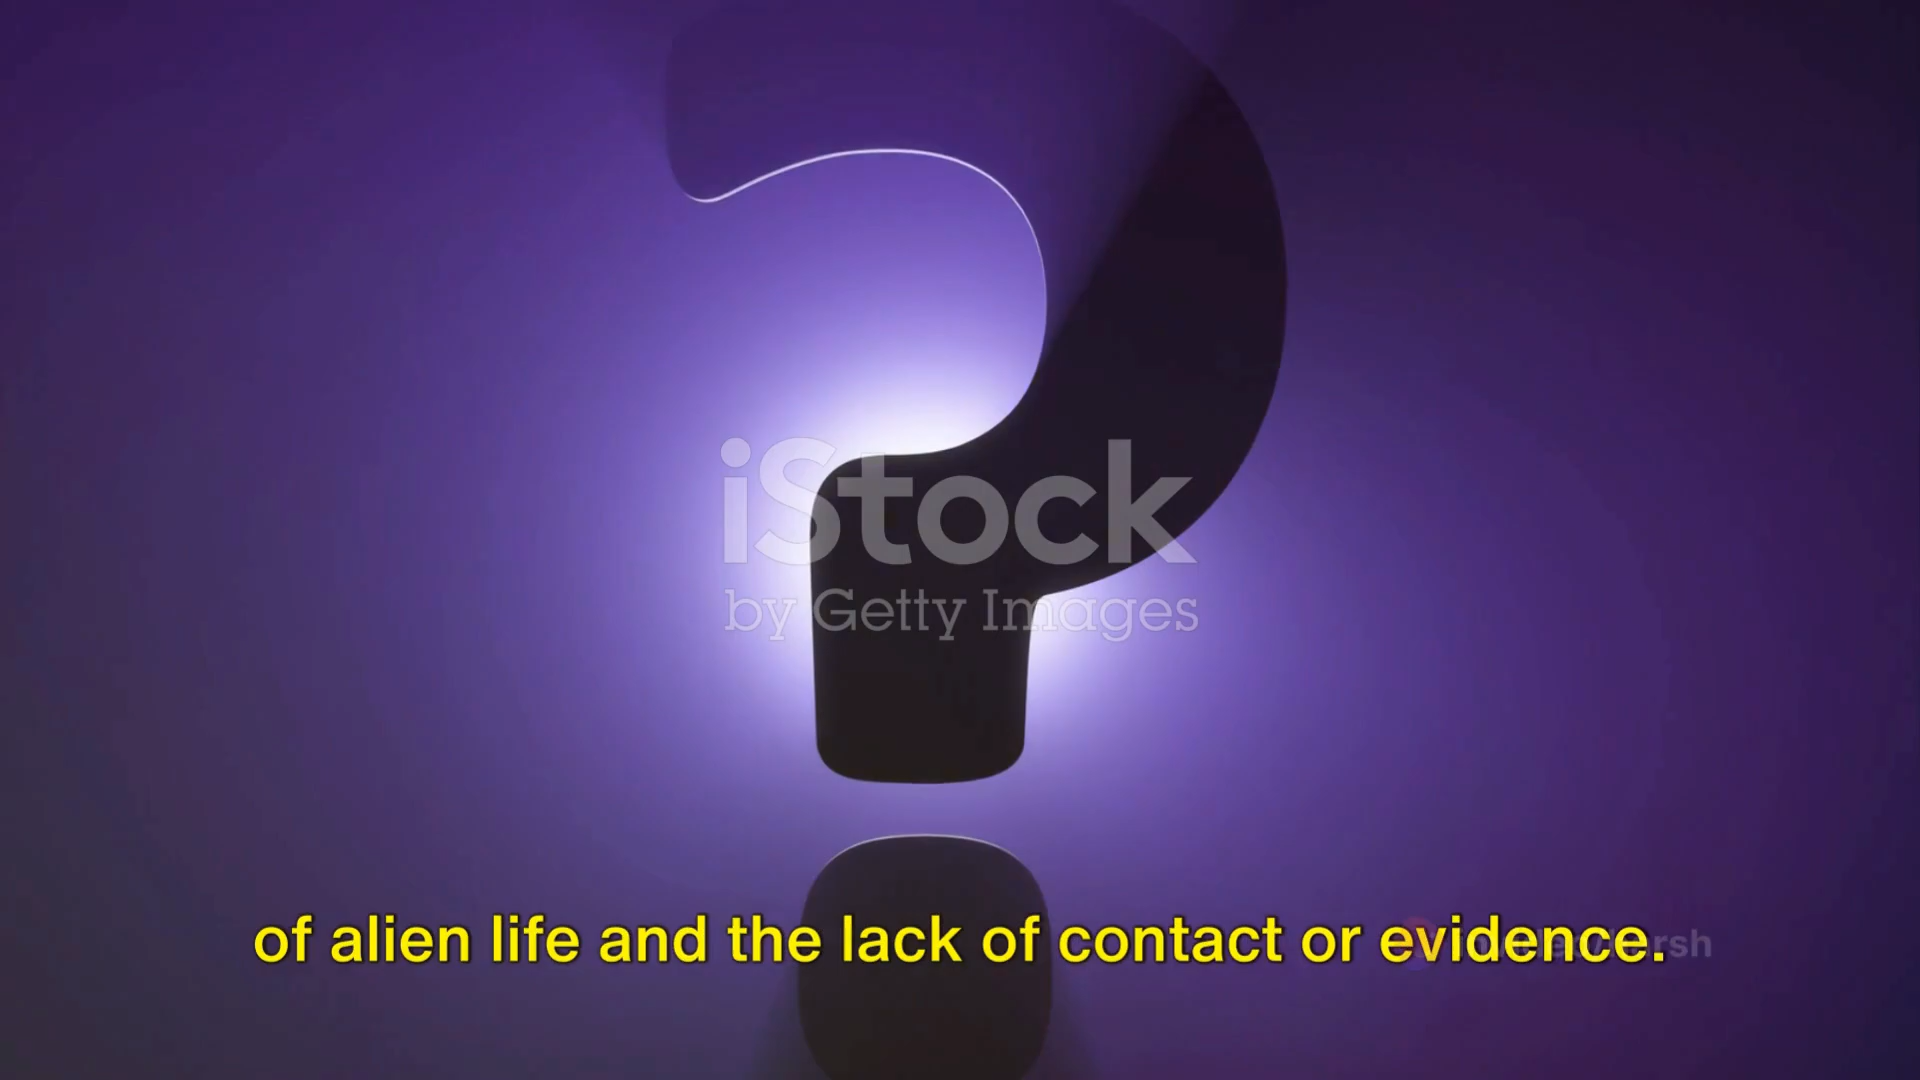 iStock
by Getty Images
of alien life and the lack of contact or evidence.